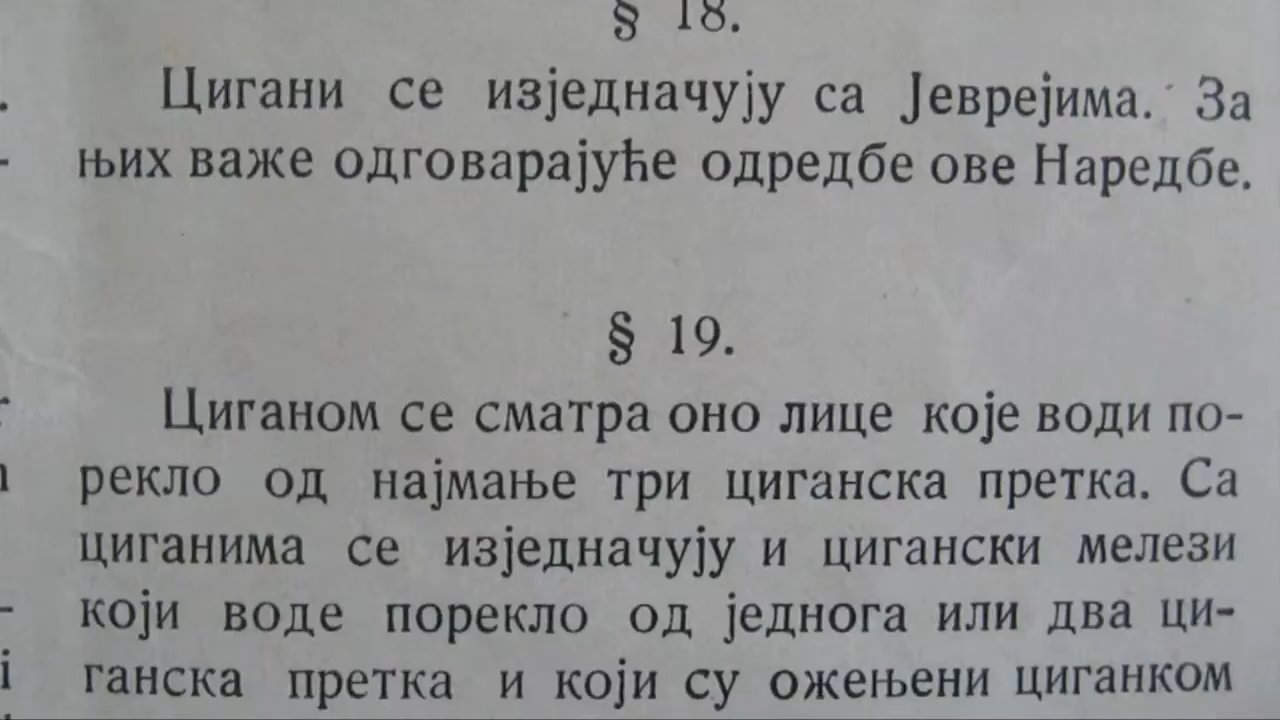 § 18.
Цигани се изједначују са Јеврејима. За
њих важе одговарајуће одредбе ове Наредбе.
§ 19.
Циганом се сматра оно лице које води по-
рекло од најмање три циганска претка. Са
циганима се изједначују и цигански мелези
који воде порекло од једнога или два ци-
ганска претка и који су ожењени циганком